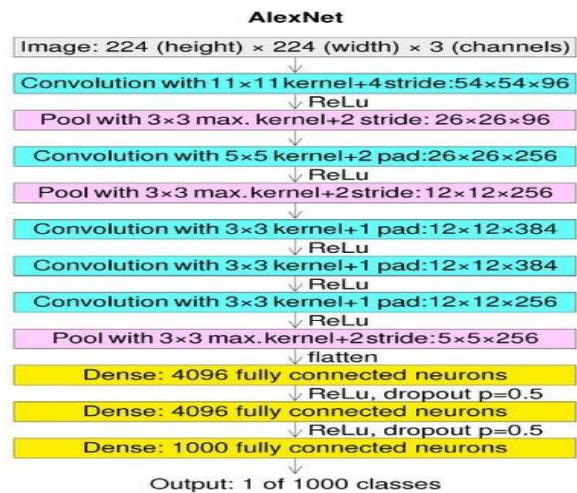 AlexNet
Image: 224 (height) × 224 (width) × 3 (channels)
Convolution with 11×11 kernel+4 stride:54×54×96
ReLu
Pool with 3×3 max. kernel+2 stride: 26×26×96
Convolution with 5×5 kernel+2 pad:26×26×256
ReLu
Pool with 3×3 max.kernel+2stride:12×12×256
Convolution with 3×3 kernel+1 pad:12×12×384
ReLu
Convolution with 3×3 kernel+1 pad:12×12×384
ReLu
Convolution with 3×3 kernel+1 pad:12×12×256
ReLu
Pool with 3×3 max.kernel+2stride:5×5×256
flatten
Dense: 4096 fully connected neurons
ReLu, dropout p=0.5
Dense: 4096 fully connected neurons
ReLu, dropout p=0.5
Dense: 1000 fully connected neurons
Output: 1 of 1000 classes